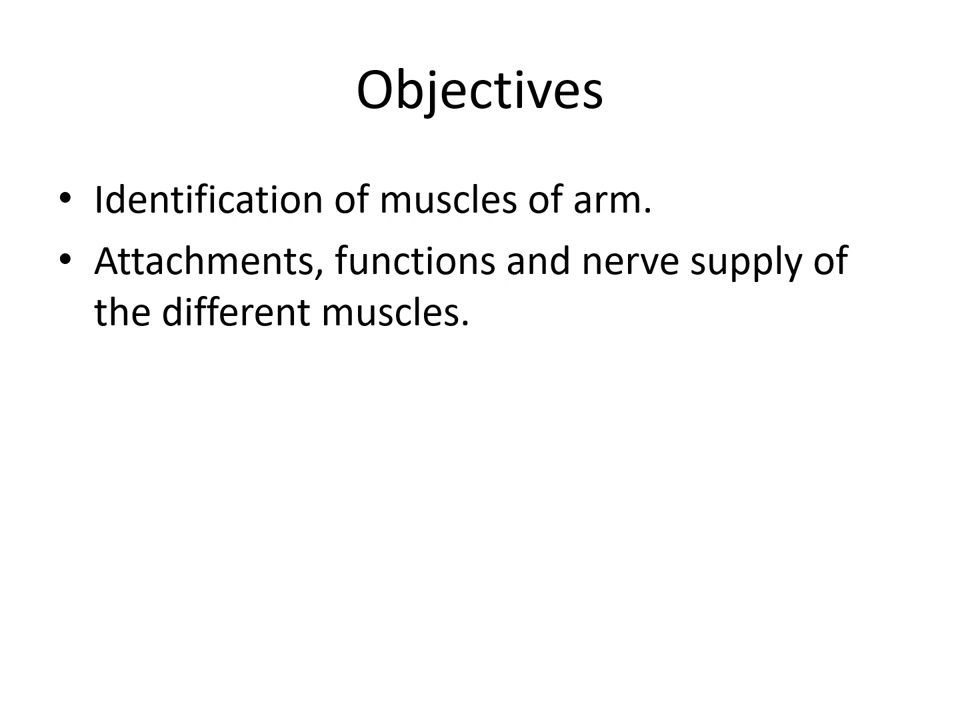 Objectives
• Identification of muscles of arm.
• Attachments, functions and nerve supply of
the different muscles.